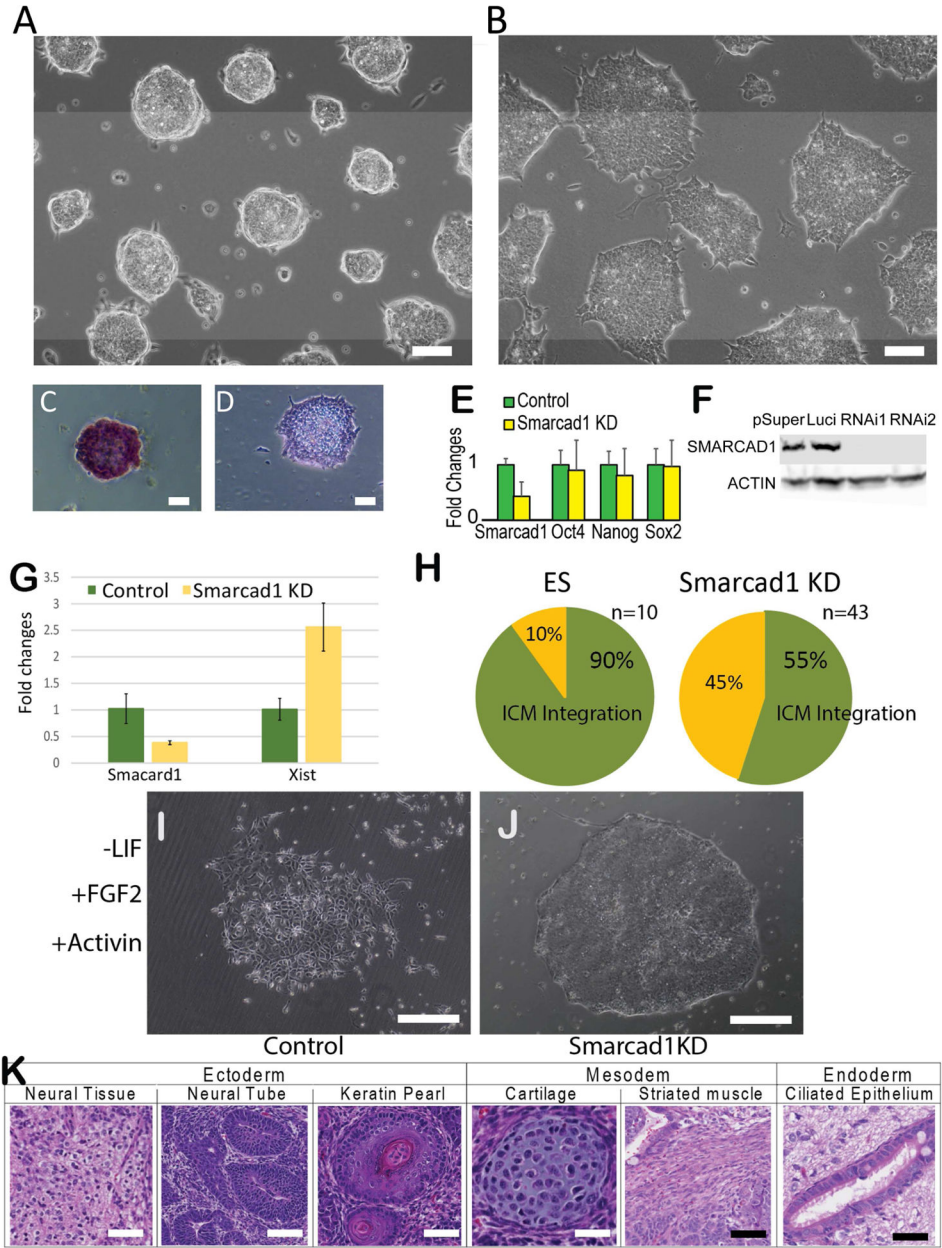 A
B
C
D
E
Control
Smarcad1 KD
Fold Changes
1
0
Smarcad1 Oct4 Nanog Sox2
F
pSuper Luci RNAi1 RNAi2
SMARCAD1
ACTIN
G
Control
Smarcad1 KD
Fold changes
3.5
3
2.5
2
1.5
1
0.5
0
Smacard1
Xist
H
ES
Smarcad1 KD
n=10
n=43
10%
90%
ICM Integration
45%
55%
ICM Integration
I
J
-LIF
+FGF2
+Activin
Control
Smarcad1KD
K
Ectoderm
Mesodem
Endoderm
Neural Tissue
Neural Tube
Keratin Pearl
Cartilage
Striated muscle
Ciliated Epithelium